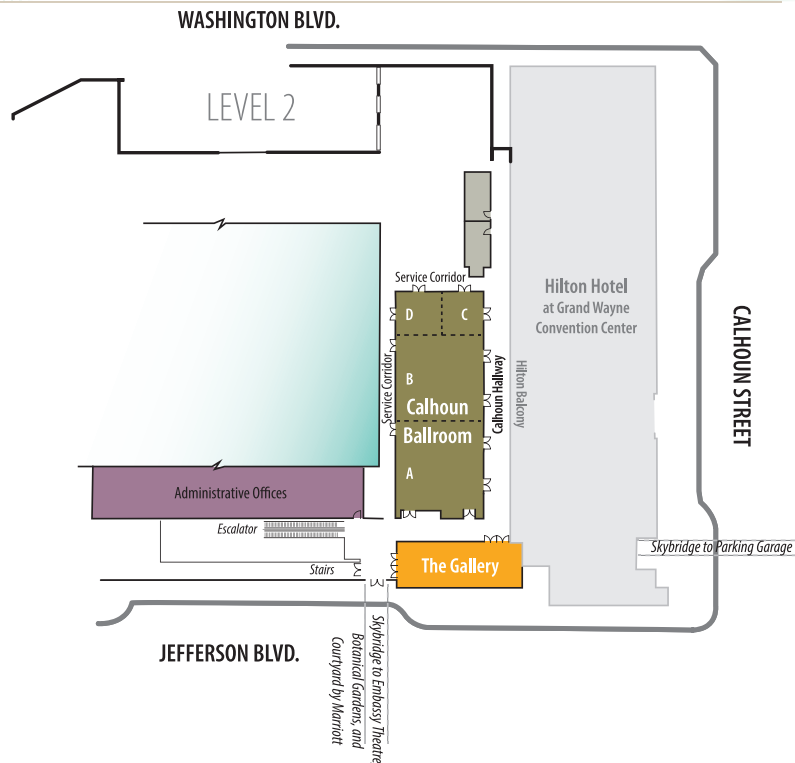 WASHINGTON BLVD.
LEVEL 2
Service Corridor
D
C
Hilton Hotel
at Grand Wayne
Convention Center
CALHOUN STREET
Service Corridor
B
Calhoun Hallway
Hilton Balcony
Calhoun
Ballroom
A
Administrative Offices
Escalator
Skybridge to Parking Garage
Stairs
The Gallery
JEFFERSON BLVD.
Skybridge to Embassy Theatre
Botanical Gardens, and
Courtyard by Marriott